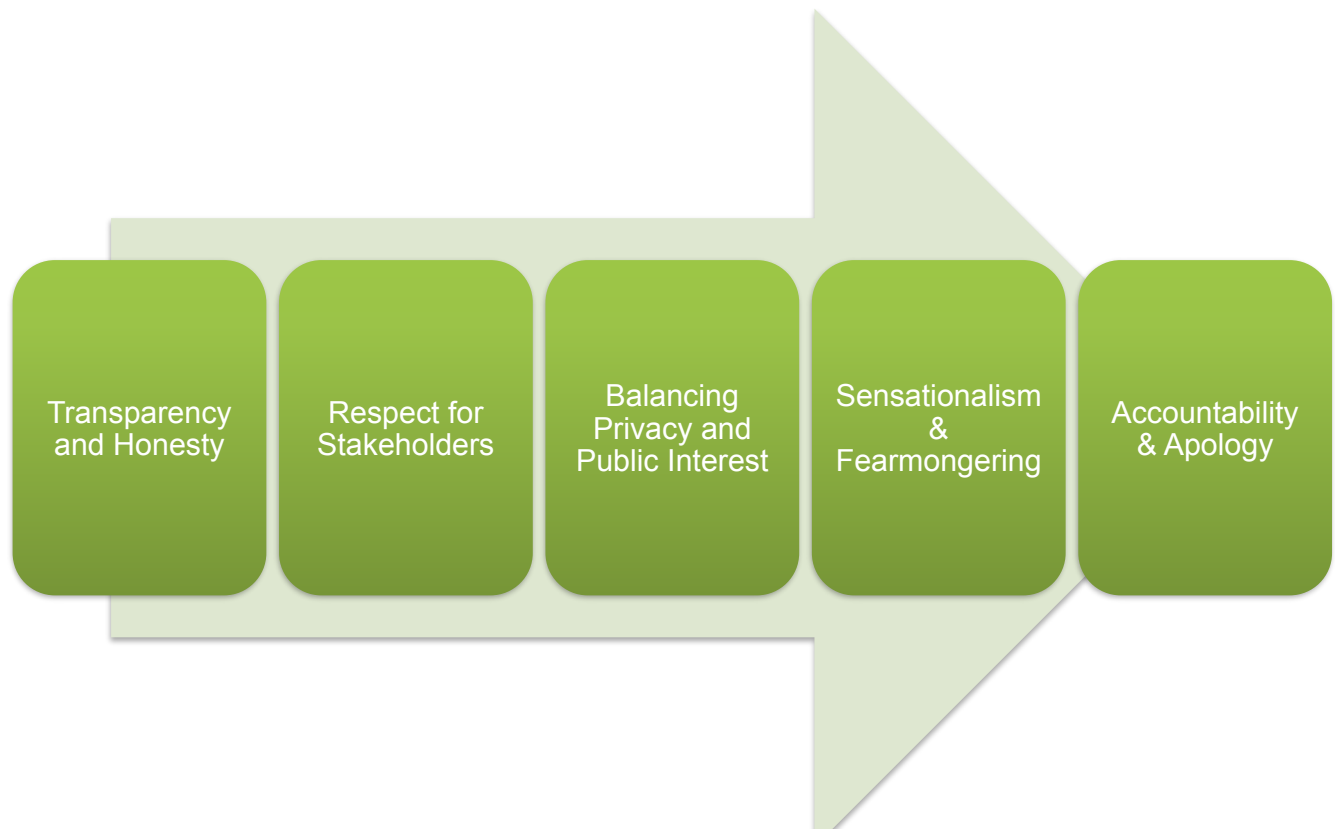 Transparency
and Honesty
Respect for
Stakeholders
Balancing
Privacy and
Public Interest
Sensationalism
&
Fearmongering
Accountability
& Apology